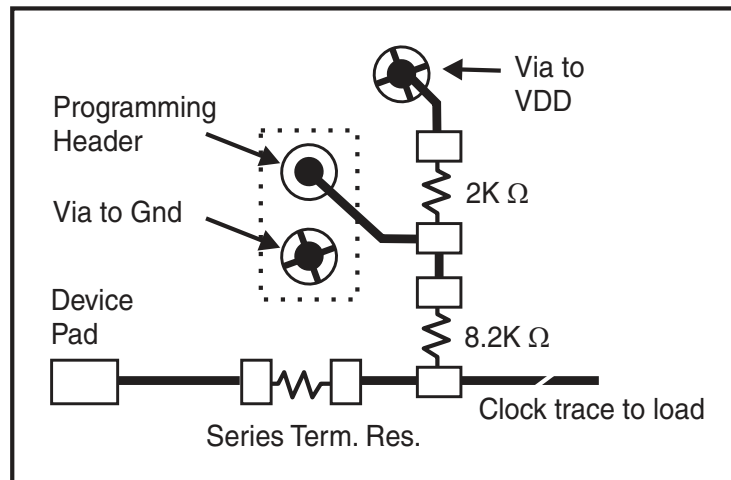 Via to
VDD
Programming
Header
2K Ω
Via to Gnd
Device
Pad
8.2K Ω
Clock trace to load
Series Term. Res.